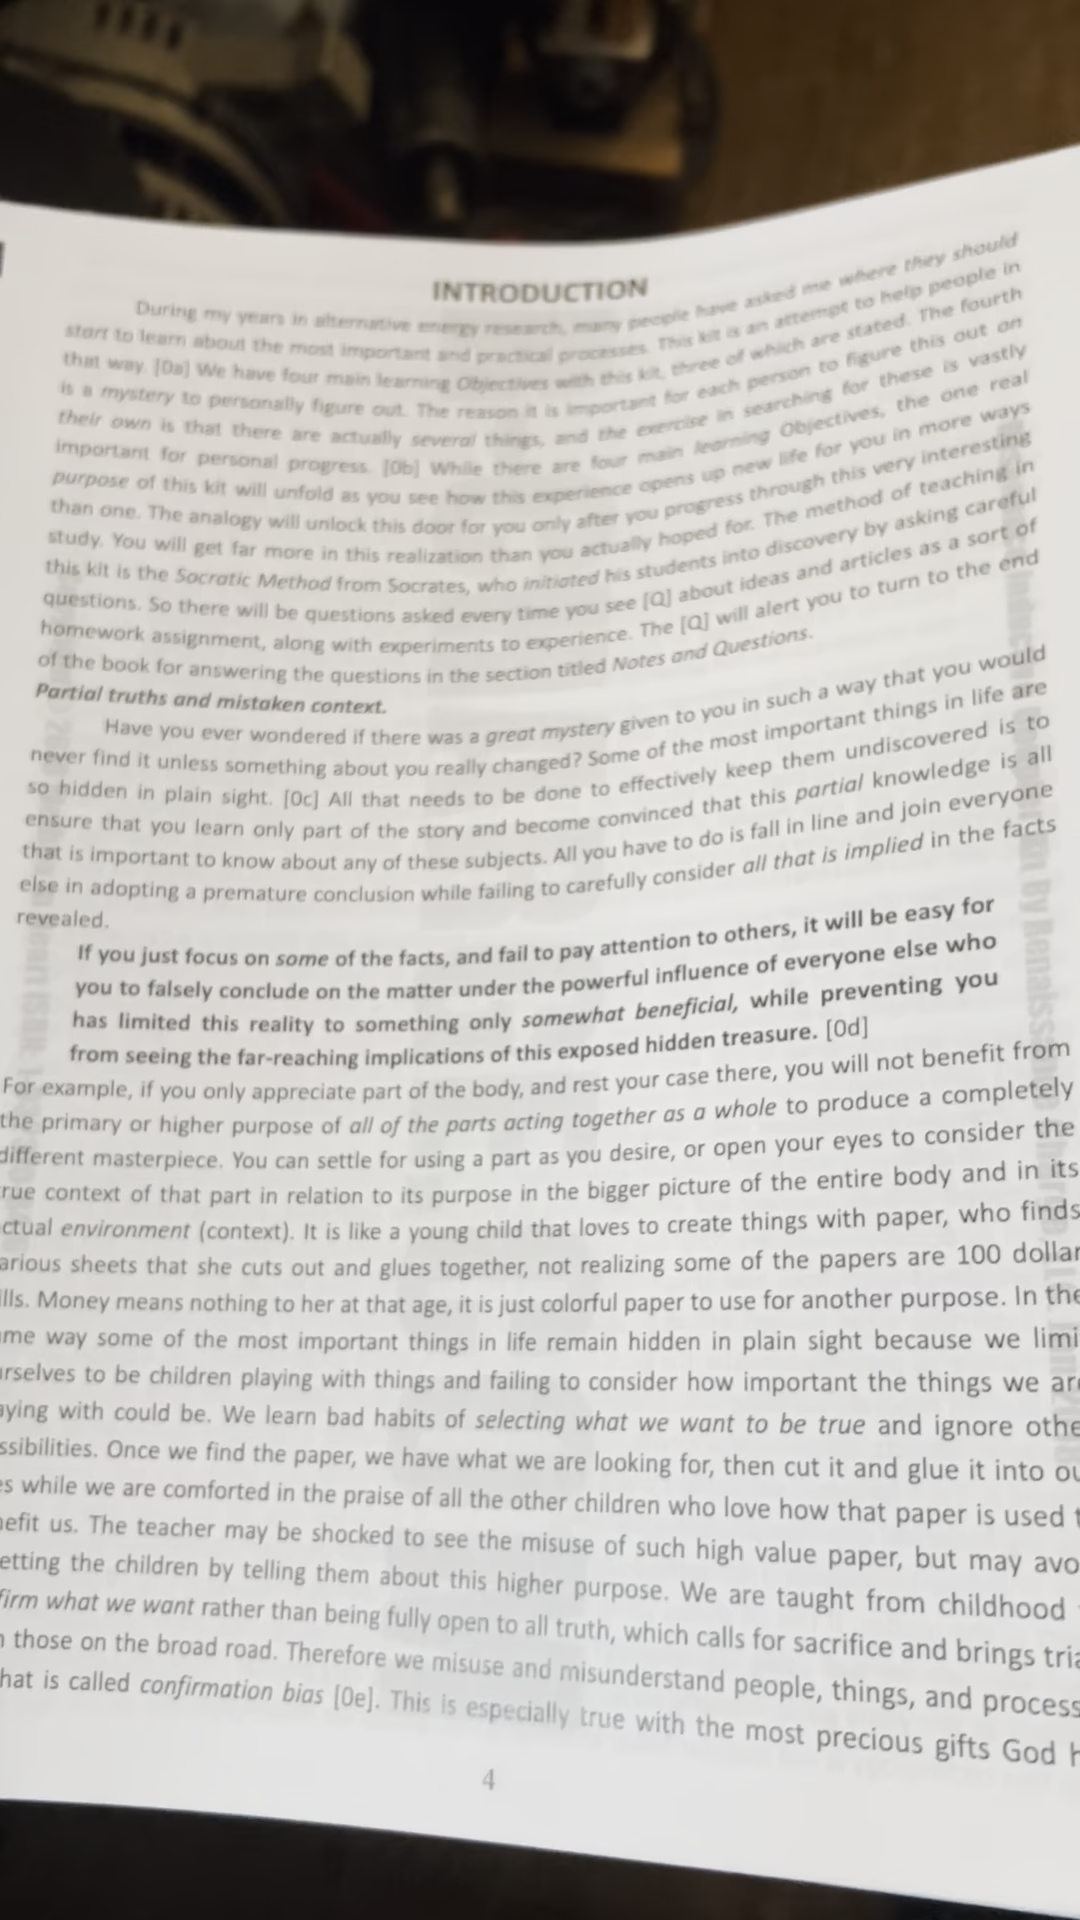 INTRODUCTION
During my years in alternative energy research, many people have asked me where they should
start to learn about the most important and practical processes. This kit is an attempt to help people in
that way. [0a] We have four main learning Objectives with this kit, three of which are stated. The fourth
is a mystery to personally figure out. The reason it is important for each person to figure this out on
their own is that there are actually several things, and the exercise in searching for these is vastly
important for personal progress. [0b] While there are four main learning Objectives, the one real
purpose of this kit will unfold as you see how this experience opens up new life for you in more ways
than one. The analogy will unlock this door for you only after you progress through this very interesting
study. You will get far more in this realization than you actually hoped for. The method of teaching in
this kit is the Socratic Method from Socrates, who initiated his students into discovery by asking careful
questions. So there will be questions asked every time you see [Q] about ideas and articles as a sort of
homework assignment, along with experiments to experience. The [Q] will alert you to turn to the end
of the book for answering the questions in the section titled Notes and Questions.
Partial truths and mistaken context.
Have you ever wondered if there was a great mystery given to you in such a way that you would
never find it unless something about you really changed? Some of the most important things in life are
so hidden in plain sight. [0c] All that needs to be done to effectively keep them undiscovered is to
ensure that you learn only part of the story and become convinced that this partial knowledge is all
that is important to know about any of these subjects. All you have to do is fall in line and join everyone
else in adopting a premature conclusion while failing to carefully consider all that is implied in the facts
revealed.
If you just focus on some of the facts, and fail to pay attention to others, it will be easy for
you to falsely conclude on the matter under the powerful influence of everyone else who
has limited this reality to something only somewhat beneficial, while preventing you
from seeing the far-reaching implications of this exposed hidden treasure. [0d]
For example, if you only appreciate part of the body, and rest your case there, you will not benefit from
the primary or higher purpose of all of the parts acting together as a whole to produce a completely
different masterpiece. You can settle for using a part as you desire, or open your eyes to consider the
rue context of that part in relation to its purpose in the bigger picture of the entire body and in its
ctual environment (context). It is like a young child that loves to create things with paper, who finds
arious sheets that she cuts out and glues together, not realizing some of the papers are 100 dollar
ills. Money means nothing to her at that age, it is just colorful paper to use for another purpose. In the
me way some of the most important things in life remain hidden in plain sight because we limi
rselves to be children playing with things and failing to consider how important the things we ar
aying with could be. We learn bad habits of selecting what we want to be true and ignore othe
ssibilities. Once we find the paper, we have what we are looking for, then cut it and glue it into ou
es while we are comforted in the praise of all the other children who love how that paper is used t
nefit us. The teacher may be shocked to see the misuse of such high value paper, but may avo
etting the children by telling them about this higher purpose. We are taught from childhood
firm what we want rather than being fully open to all truth, which calls for sacrifice and brings tria
n those on the broad road. Therefore we misuse and misunderstand people, things, and process
hat is called confirmation bias [0e]. This is especially true with the most precious gifts God h
4